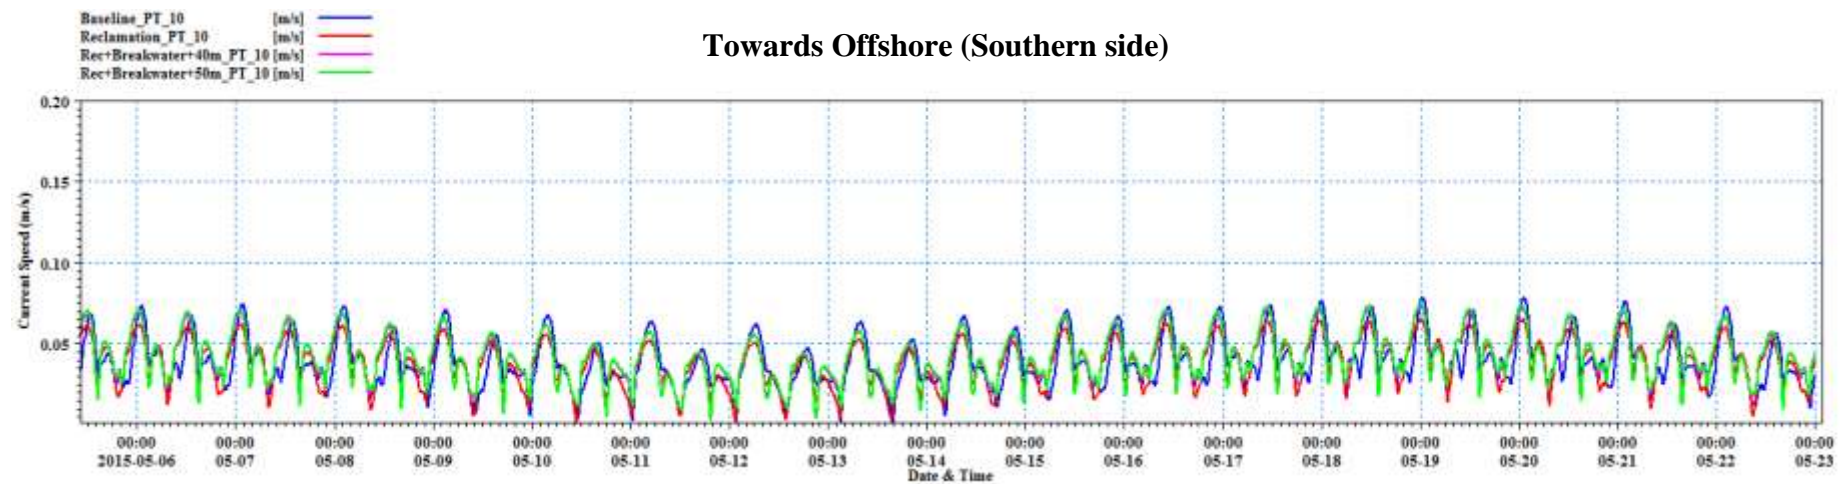 Baseline_PT_10 [m/s]
Reclamation_PT_10 [m/s]
Rec+Breakwater+40m_PT_10 [m/s]
Rec+Breakwater+50m_PT_10 [m/s]
Towards Offshore (Southern side)
0.20
0.15
0.10
0.05
Current Speed (m/s)
00:00 00:00 00:00 00:00 00:00 00:00 00:00 00:00 00:00 00:00 00:00 00:00 00:00 00:00 00:00 00:00 00:00 00:00
2015-05-06 05-07 05-08 05-09 05-10 05-11 05-12 05-13 05-14 05-15 05-16 05-17 05-18 05-19 05-20 05-21 05-22 05-23
Date & Time